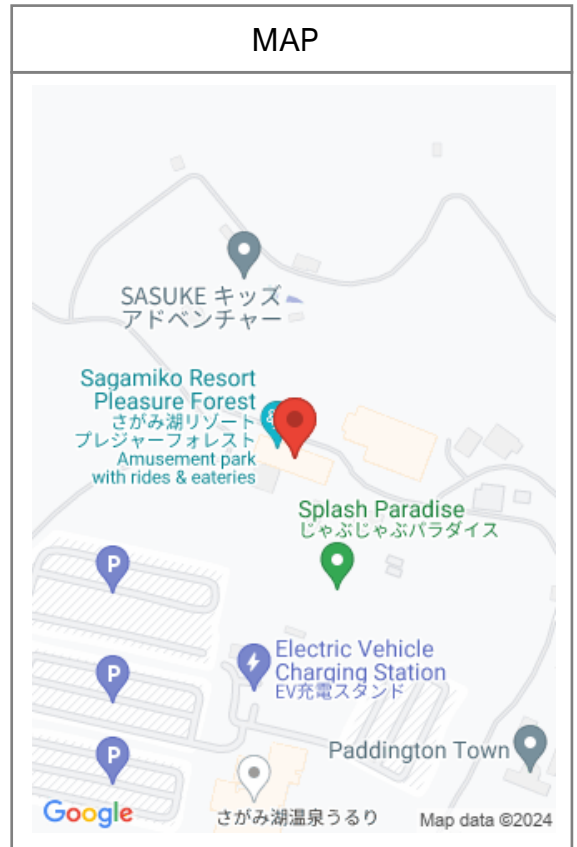 MAP
SASUKE キッズ
アドベンチャー
Sagamiko Resort
Pleasure Forest
さがみ湖リゾート
プレジャーフォレスト
Amusement park
with rides & eateries
Splash Paradise
じゃぶじゃぶパラダイス
P
Electric Vehicle
Charging Station
EV充電スタンド
P
Paddington Town
P
さがみ湖温泉うるり
Google
Map data ©2024